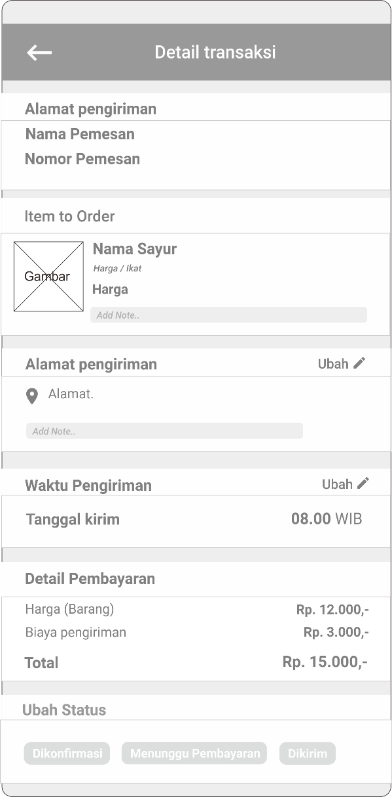 Detail transaksi
Alamat pengiriman
Nama Pemesan
Nomor Pemesan
Item to Order
Gambar
Nama Sayur
Harga / ikat
Harga
Add Note..
Alamat pengiriman Ubah
Alamat.
Add Note..
Waktu Pengiriman Ubah
Tanggal kirim 08.00 WIB
Detail Pembayaran
Harga (Barang) Rp. 12.000,-
Biaya pengiriman Rp. 3.000,-
Total Rp. 15.000,-
Ubah Status
Dikonfirmasi Menunggu Pembayaran Dikirim